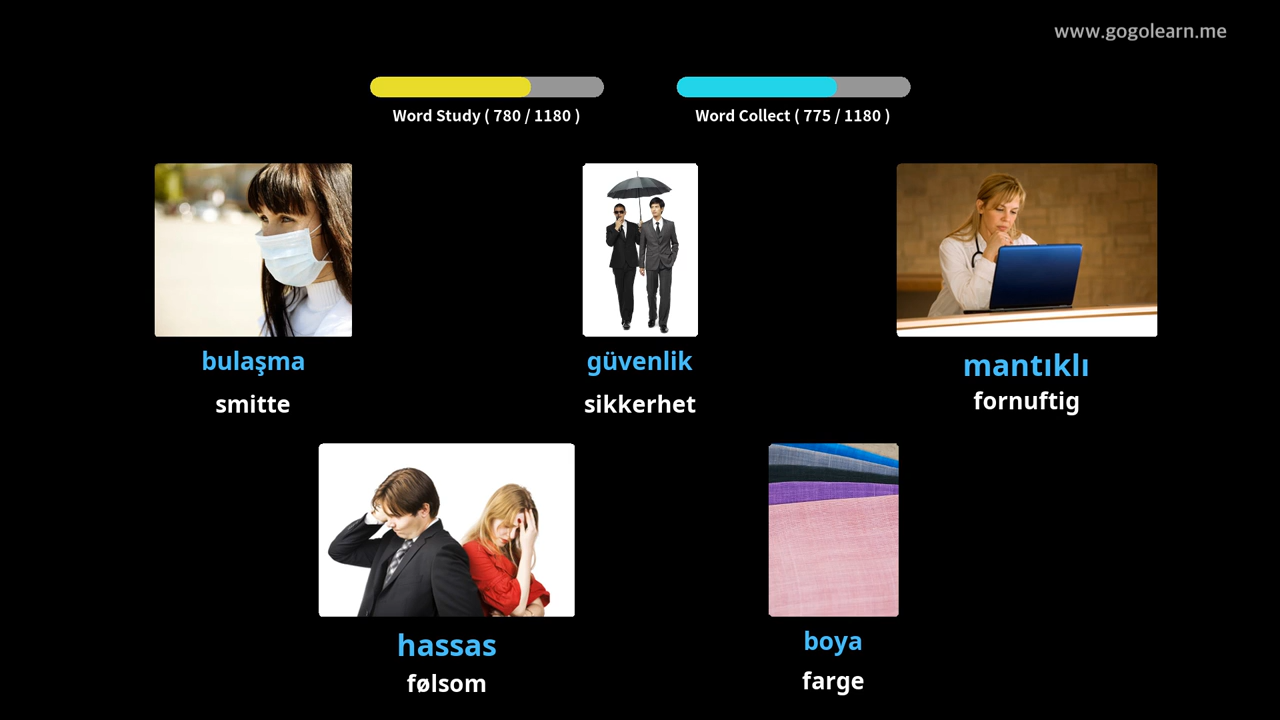 www.gogolearn.me
Word Study ( 780 / 1180 )
Word Collect ( 775 / 1180 )
bulaşma
smitte
güvenlik
sikkerhet
mantıklı
fornuftig
hassas
følsom
boya
farge